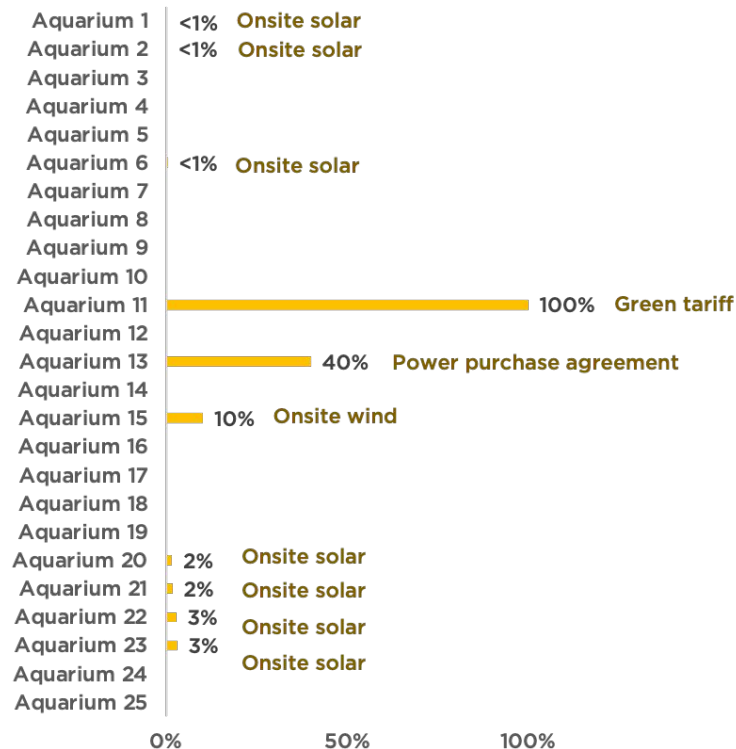 Aquarium 1 <1% Onsite solar
Aquarium 2 <1% Onsite solar
Aquarium 3
Aquarium 4
Aquarium 5
Aquarium 6 <1% Onsite solar
Aquarium 7
Aquarium 8
Aquarium 9
Aquarium 10
Aquarium 11 100% Green tariff
Aquarium 12
Aquarium 13 40% Power purchase agreement
Aquarium 14
Aquarium 15 10% Onsite wind
Aquarium 16
Aquarium 17
Aquarium 18
Aquarium 19
Aquarium 20 2% Onsite solar
Aquarium 21 2% Onsite solar
Aquarium 22 3% Onsite solar
Aquarium 23 3% Onsite solar
Aquarium 24
Aquarium 25
0% 50% 100%